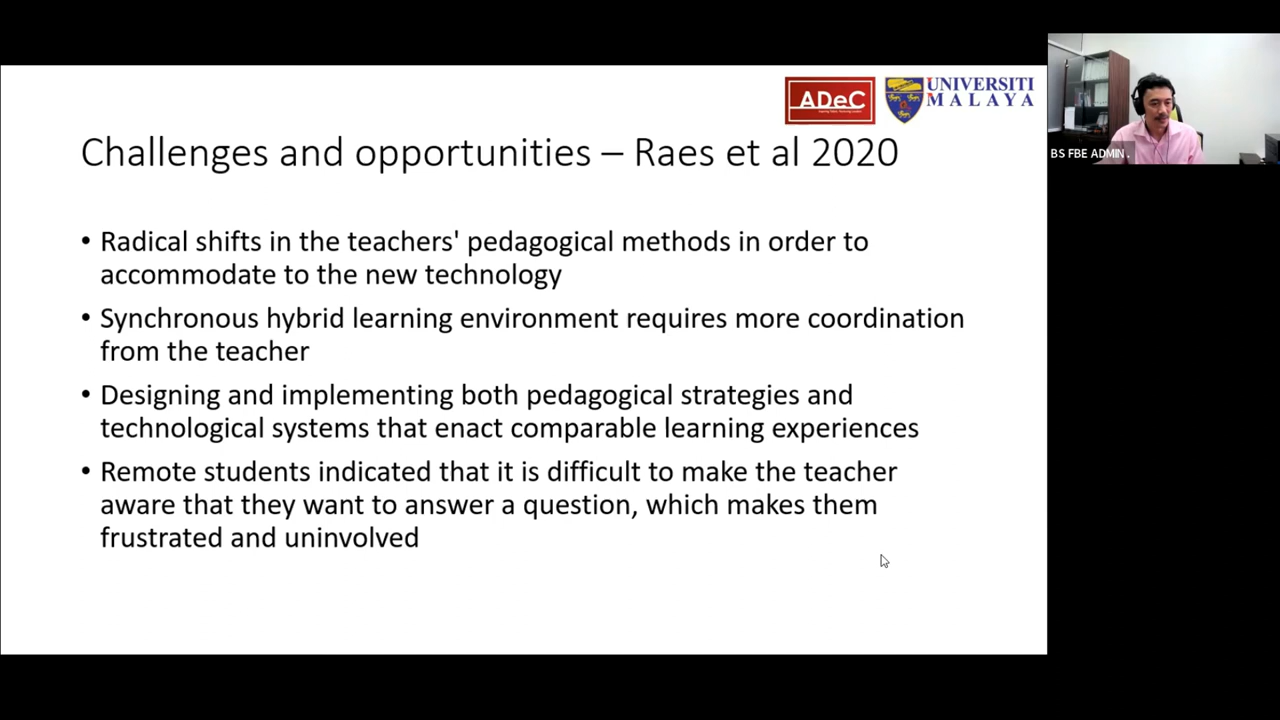 ADeC
UNIVERSITI
MALAYA
Challenges and opportunities – Raes et al 2020
• Radical shifts in the teachers' pedagogical methods in order to
accommodate to the new technology
• Synchronous hybrid learning environment requires more coordination
from the teacher
• Designing and implementing both pedagogical strategies and
technological systems that enact comparable learning experiences
• Remote students indicated that it is difficult to make the teacher
aware that they want to answer a question, which makes them
frustrated and uninvolved
BS FBE ADMIN .